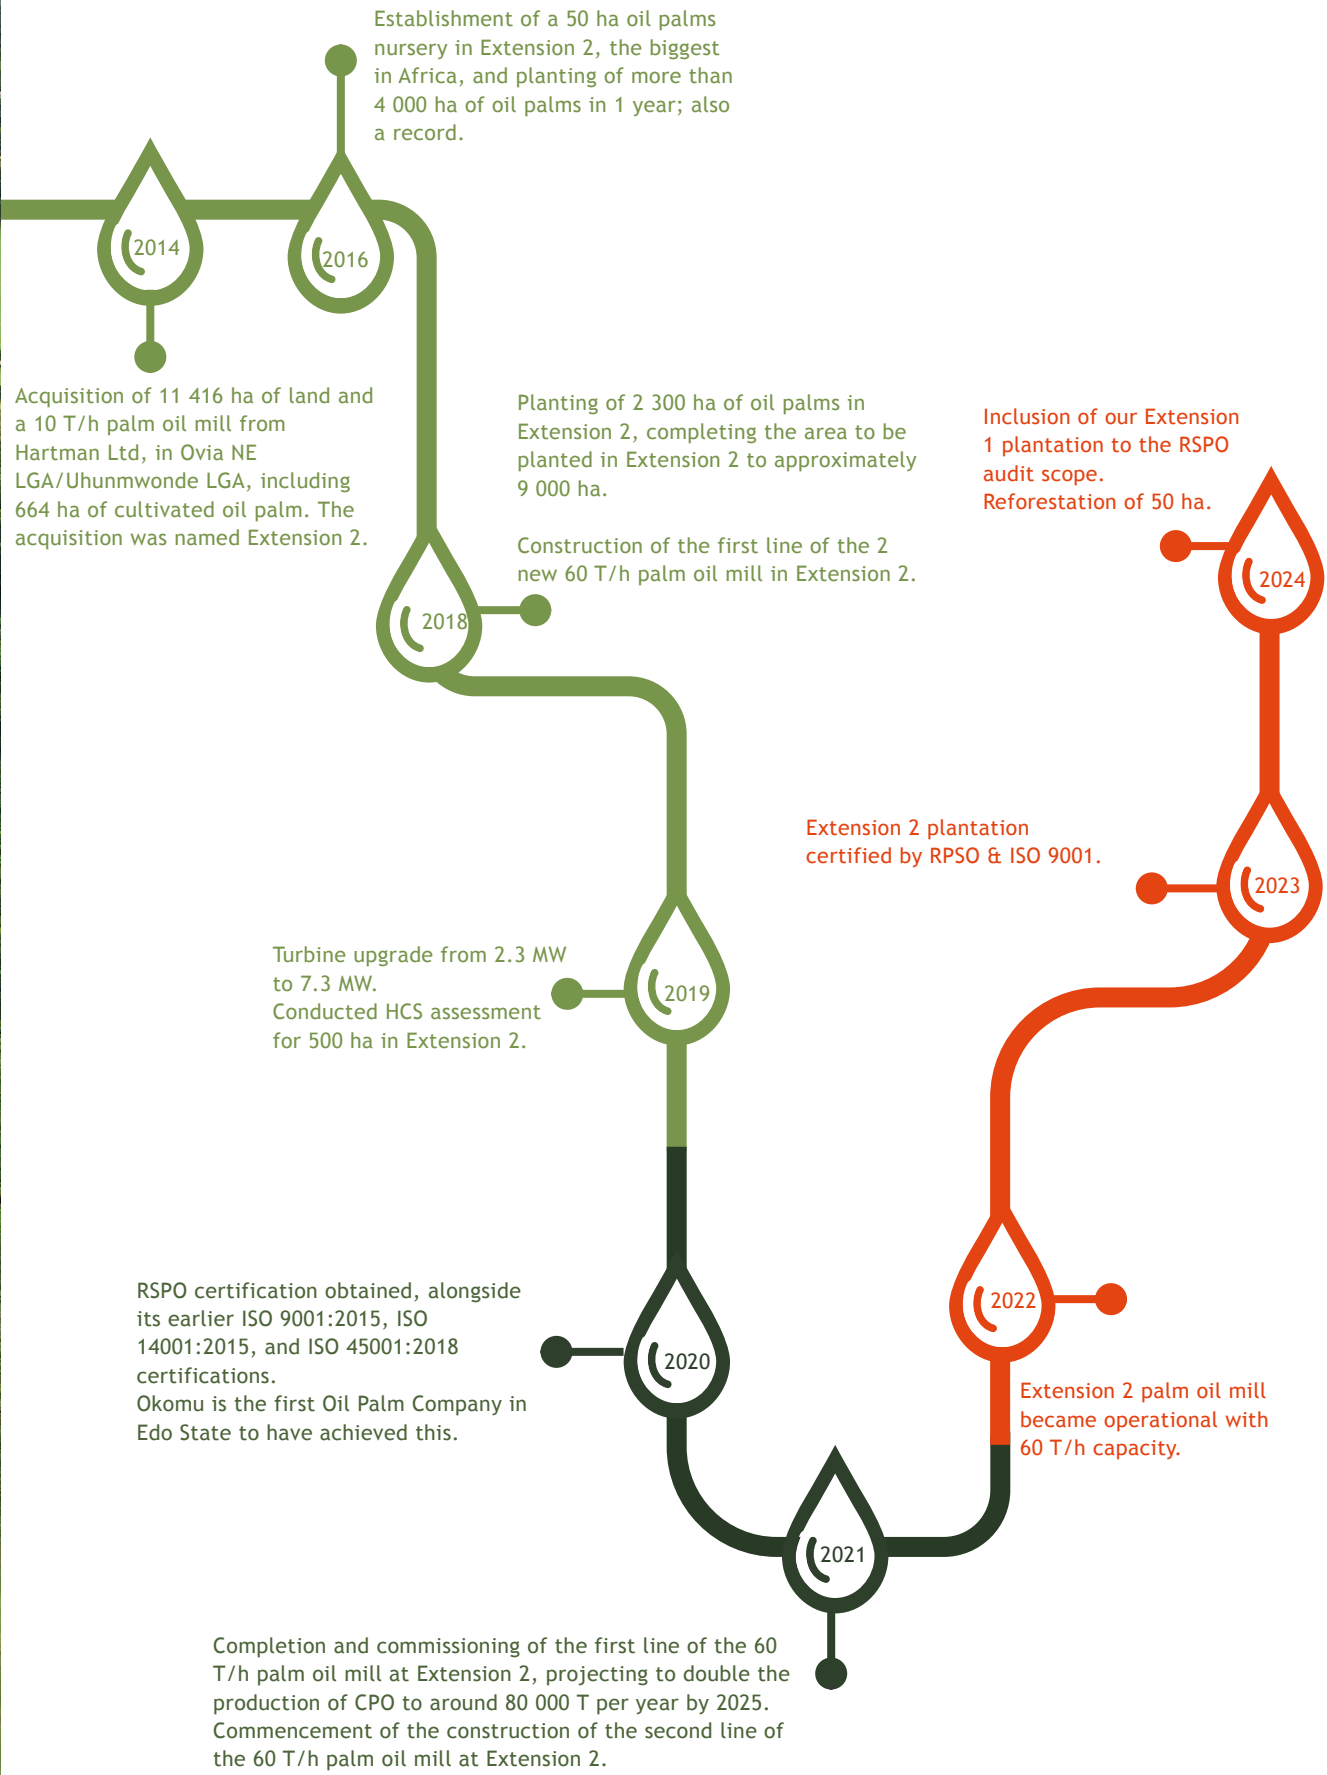 Establishment of a 50 ha oil palms
nursery in Extension 2, the biggest
in Africa, and planting of more than
4 000 ha of oil palms in 1 year; also
a record.
2014
2016
Acquisition of 11 416 ha of land and
a 10 T/h palm oil mill from
Hartman Ltd, in Ovia NE
LGA/Uhunmwonde LGA, including
664 ha of cultivated oil palm. The
acquisition was named Extension 2.
Planting of 2 300 ha of oil palms in
Extension 2, completing the area to be
planted in Extension 2 to approximately
9 000 ha.
Construction of the first line of the 2
new 60 T/h palm oil mill in Extension 2.
2018
Inclusion of our Extension
1 plantation to the RSPO
audit scope.
Reforestation of 50 ha.
2024
Extension 2 plantation
certified by RPSO & ISO 9001.
2023
Turbine upgrade from 2.3 MW
to 7.3 MW.
Conducted HCS assessment
for 500 ha in Extension 2.
2019
RSPO certification obtained, alongside
its earlier ISO 9001:2015, ISO
14001:2015, and ISO 45001:2018
certifications.
Okomu is the first Oil Palm Company in
Edo State to have achieved this.
2020
2022
Extension 2 palm oil mill
became operational with
60 T/h capacity.
2021
Completion and commissioning of the first line of the 60
T/h palm oil mill at Extension 2, projecting to double the
production of CPO to around 80 000 T per year by 2025.
Commencement of the construction of the second line of
the 60 T/h palm oil mill at Extension 2.